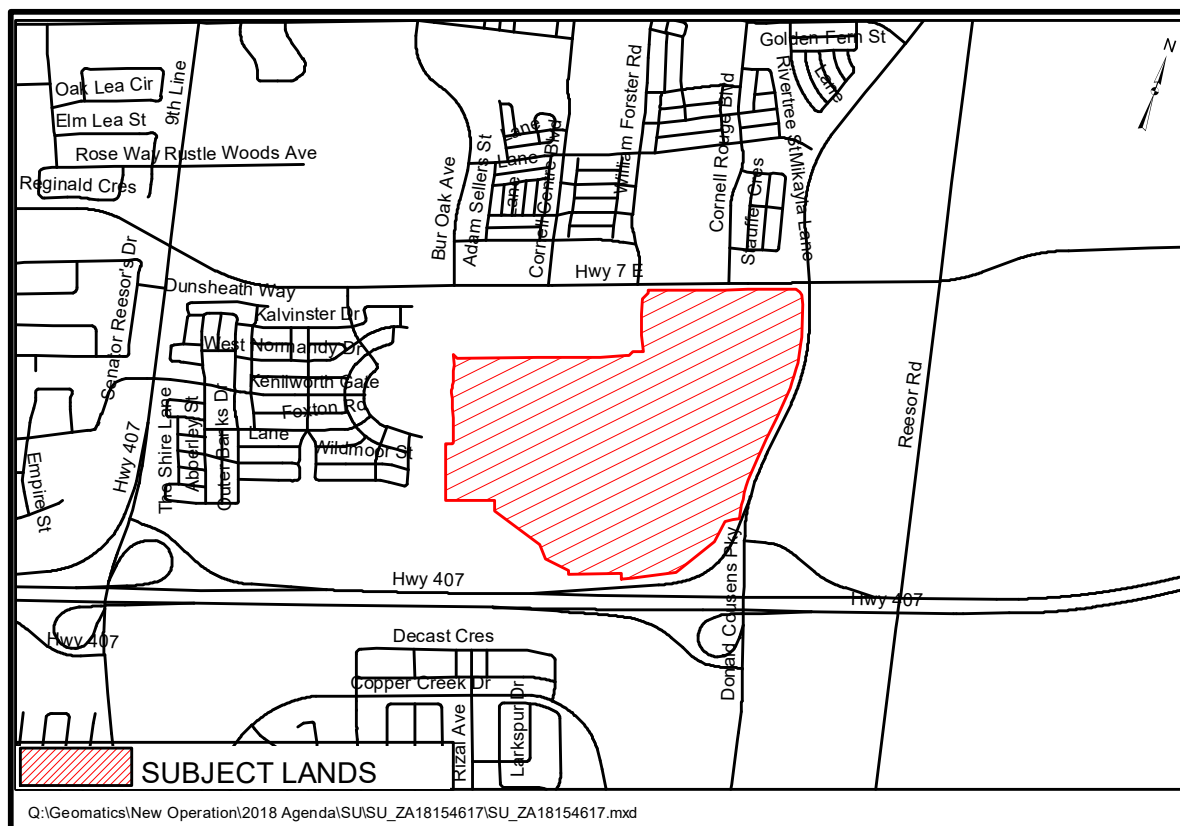 Golden Fern St
N
Oak Lea Cir
9th Line
William Forster Rd
Rivertree St
Lane
Elm Lea St
Lane
Cornell Rouge Blvd
Rose Way
Rustle Woods Ave
Lane
Reginald Cres
Bur Oak Ave
Adam Sellers St
Lane
Cornell Centre Blvd
Stauffer Cres
Mikayla Lane
Senator Reesor's Dr
Hwy 7 E
Dunsheath Way
Kalvinster Dr
West Normandy Dr
Kenilworth Gate
Foxton Rd
Reesor Rd
The Shire Lane
Abberley St
Outer Banks Dr
Lane
Wildmoor St
Hwy 407
Empire St
Donald Cousens Pky
Hwy 407
Hwy 407
Hwy 407
Decast Cres
Copper Creek Dr
Rizal Ave
Larkspur Dr
SUBJECT LANDS
Q:\Geomatics\New Operation\2018 Agenda\SU\SU_ZA18154617\SU_ZA18154617.mxd